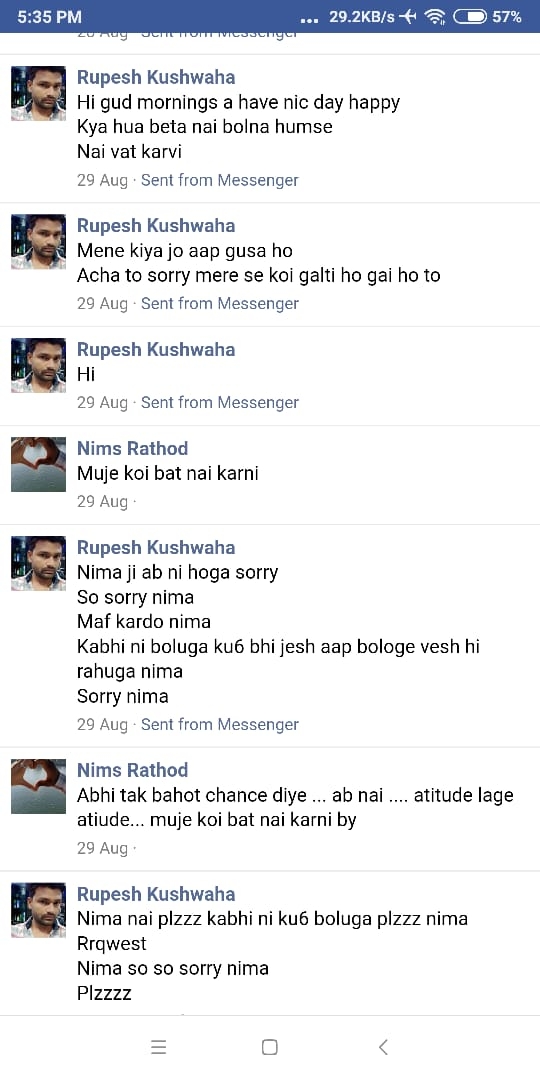 5:35 PM ... 29.2KB/s 57%
28 Aug · Sent from Messenger
Rupesh Kushwaha
Hi gud mornings a have nic day happy
Kya hua beta nai bolna humse
Nai vat karvi
29 Aug · Sent from Messenger
Rupesh Kushwaha
Mene kiya jo aap gusa ho
Acha to sorry mere se koi galti ho gai ho to
29 Aug · Sent from Messenger
Rupesh Kushwaha
Hi
29 Aug · Sent from Messenger
Nims Rathod
Muje koi bat nai karni
29 Aug ·
Rupesh Kushwaha
Nima ji ab ni hoga sorry
So sorry nima
Maf kardo nima
Kabhi ni boluga ku6 bhi jesh aap bologe vesh hi
rahuga nima
Sorry nima
29 Aug · Sent from Messenger
Nims Rathod
Abhi tak bahot chance diye ... ab nai .... atitude lage
atiude... muje koi bat nai karni by
29 Aug ·
Rupesh Kushwaha
Nima nai plzzz kabhi ni ku6 boluga plzzz nima
Rrqwest
Nima so so sorry nima
Plzzzz